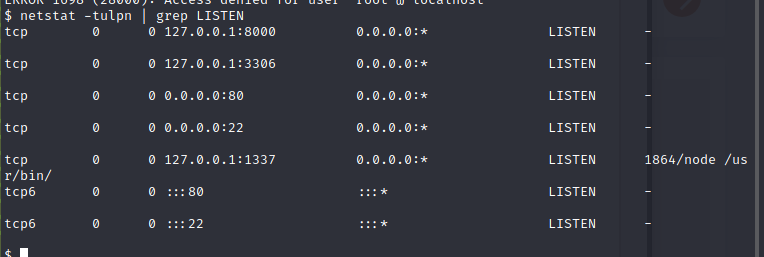 ERROR 1698 (28000): Access denied for user 'root'@'localhost'
$ netstat -tulpn | grep LISTEN
tcp 0 0 127.0.0.1:8000 0.0.0.0:* LISTEN -
tcp 0 0 127.0.0.1:3306 0.0.0.0:* LISTEN -
tcp 0 0 0.0.0.0:80 0.0.0.0:* LISTEN -
tcp 0 0 0.0.0.0:22 0.0.0.0:* LISTEN -
tcp 0 0 127.0.0.1:1337 0.0.0.0:* LISTEN 1864/node /us
r/bin/
tcp6 0 0 :::80 :::* LISTEN -
tcp6 0 0 :::22 :::* LISTEN -
$